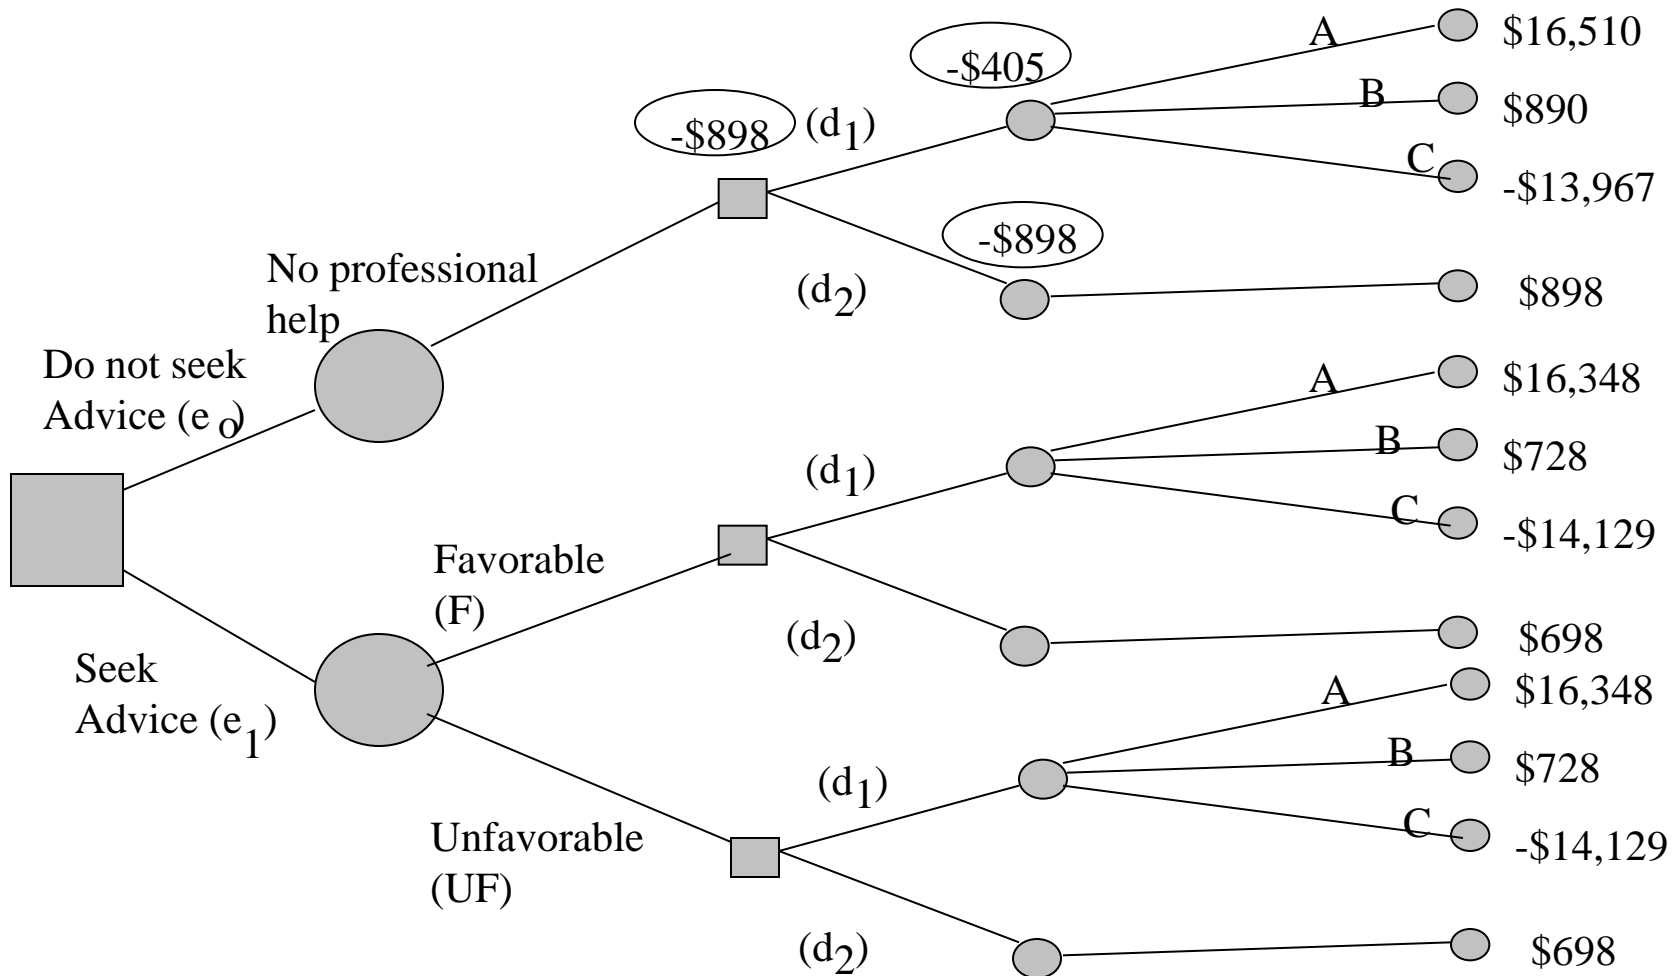 A
$16,510
-$405
B
$890
-$898
(d1)
C
-$13,967
-$898
No professional
help
(d2)
$898
Do not seek
Advice (e o)
A
$16,348
B
$728
(d1)
C
-$14,129
Favorable
(F)
(d2)
$698
Seek
Advice (e1)
A
$16,348
B
$728
(d1)
C
-$14,129
Unfavorable
(UF)
(d2)
$698